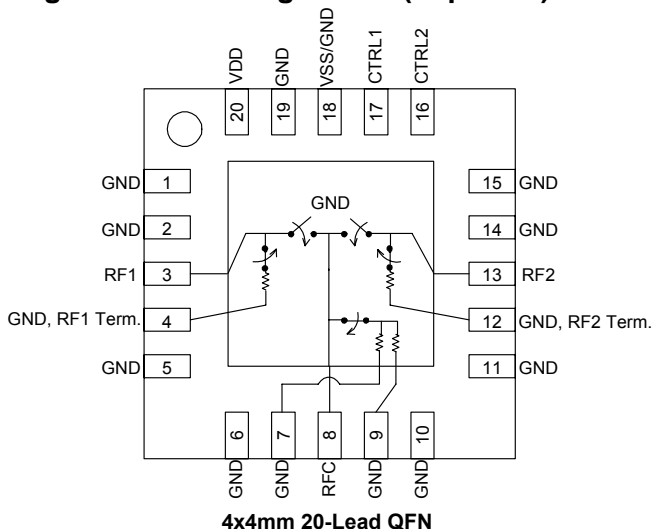 VDD
GND
VSS/GND
CTRL1
CTRL2
20
19
18
17
16
GND 1
15 GND
GND
GND 2
14 GND
RF1 3
13 RF2
GND, RF1 Term. 4
12 GND, RF2 Term.
GND 5
11 GND
6
7
8
9
10
GND
GND
RFC
GND
GND
4x4mm 20-Lead QFN